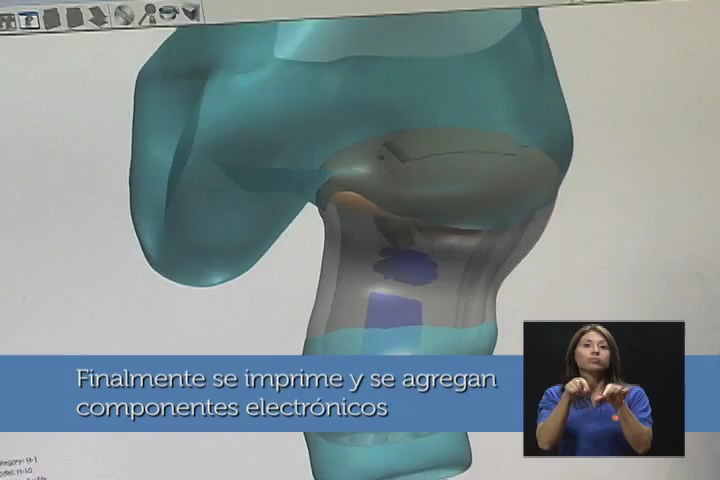 Finalmente se imprime y se agregan
componentes electrónicos